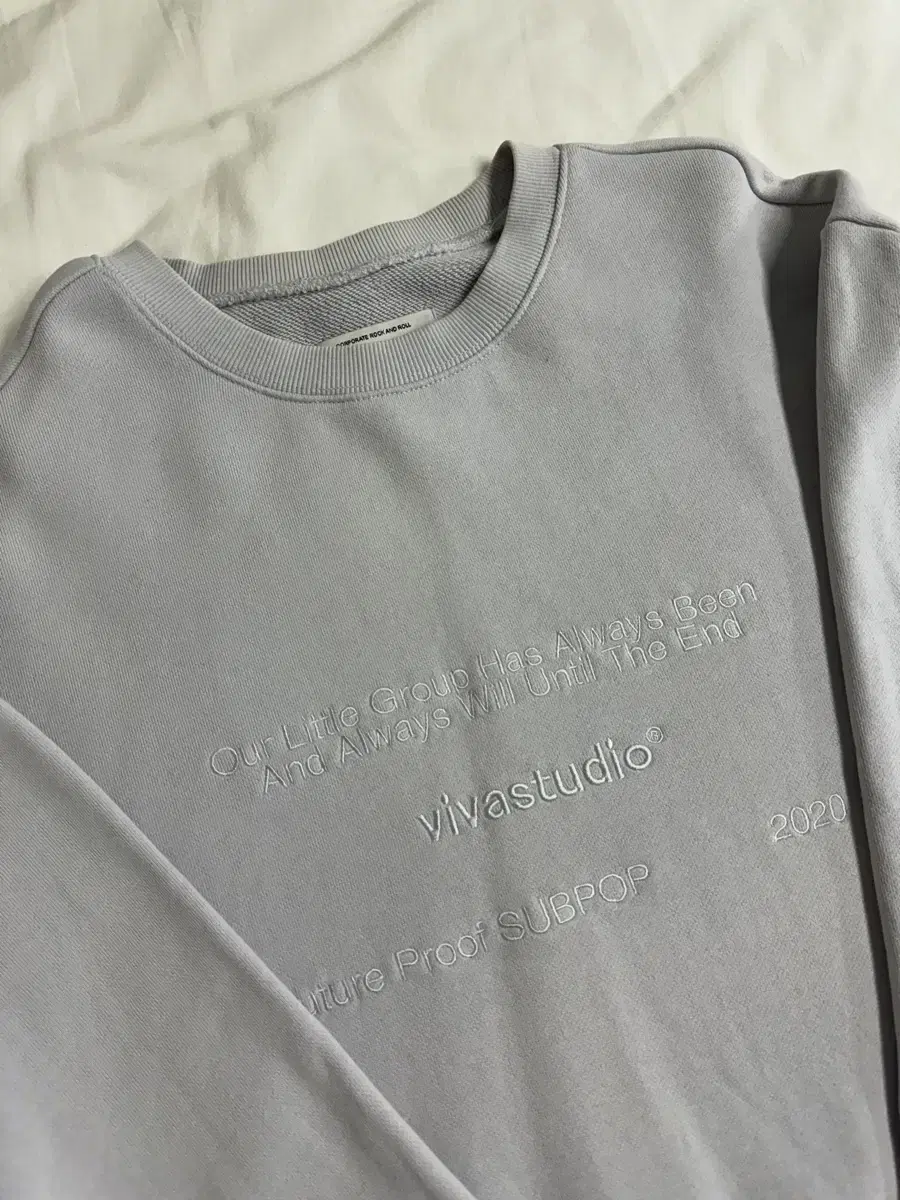 CORPORATE ROCK AND ROLL
Our Little Group Has Always Been
And Always Will Until The End
vivastudio®
2020
uture Proof SUBPOP